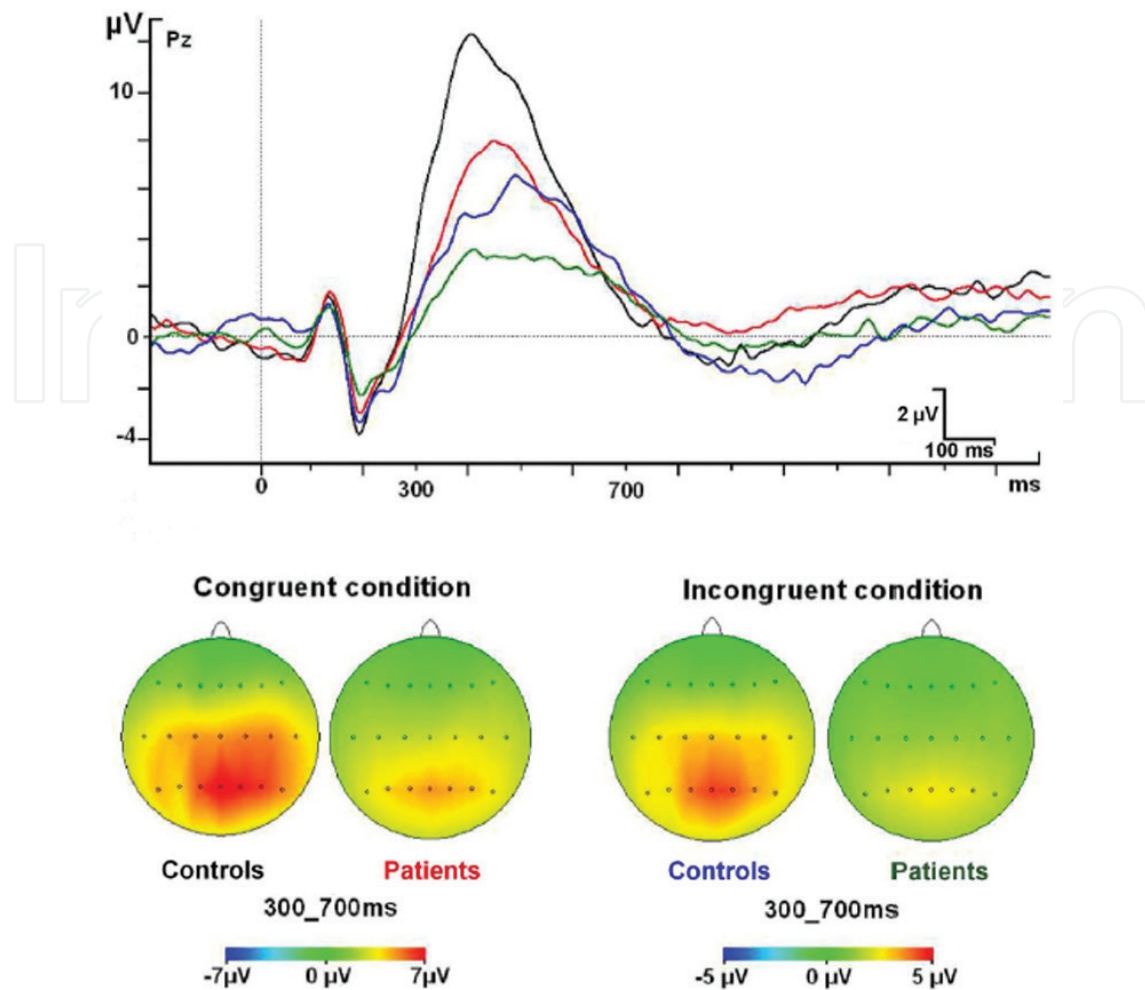 µV
Pz
10
0
-4
2 µV
100 ms
0 300 700 ms
Congruent condition Incongruent condition
Controls Patients Controls Patients
300_700ms 300_700ms
-7µV 0 µV 7µV -5 µV 0 µV 5 µV